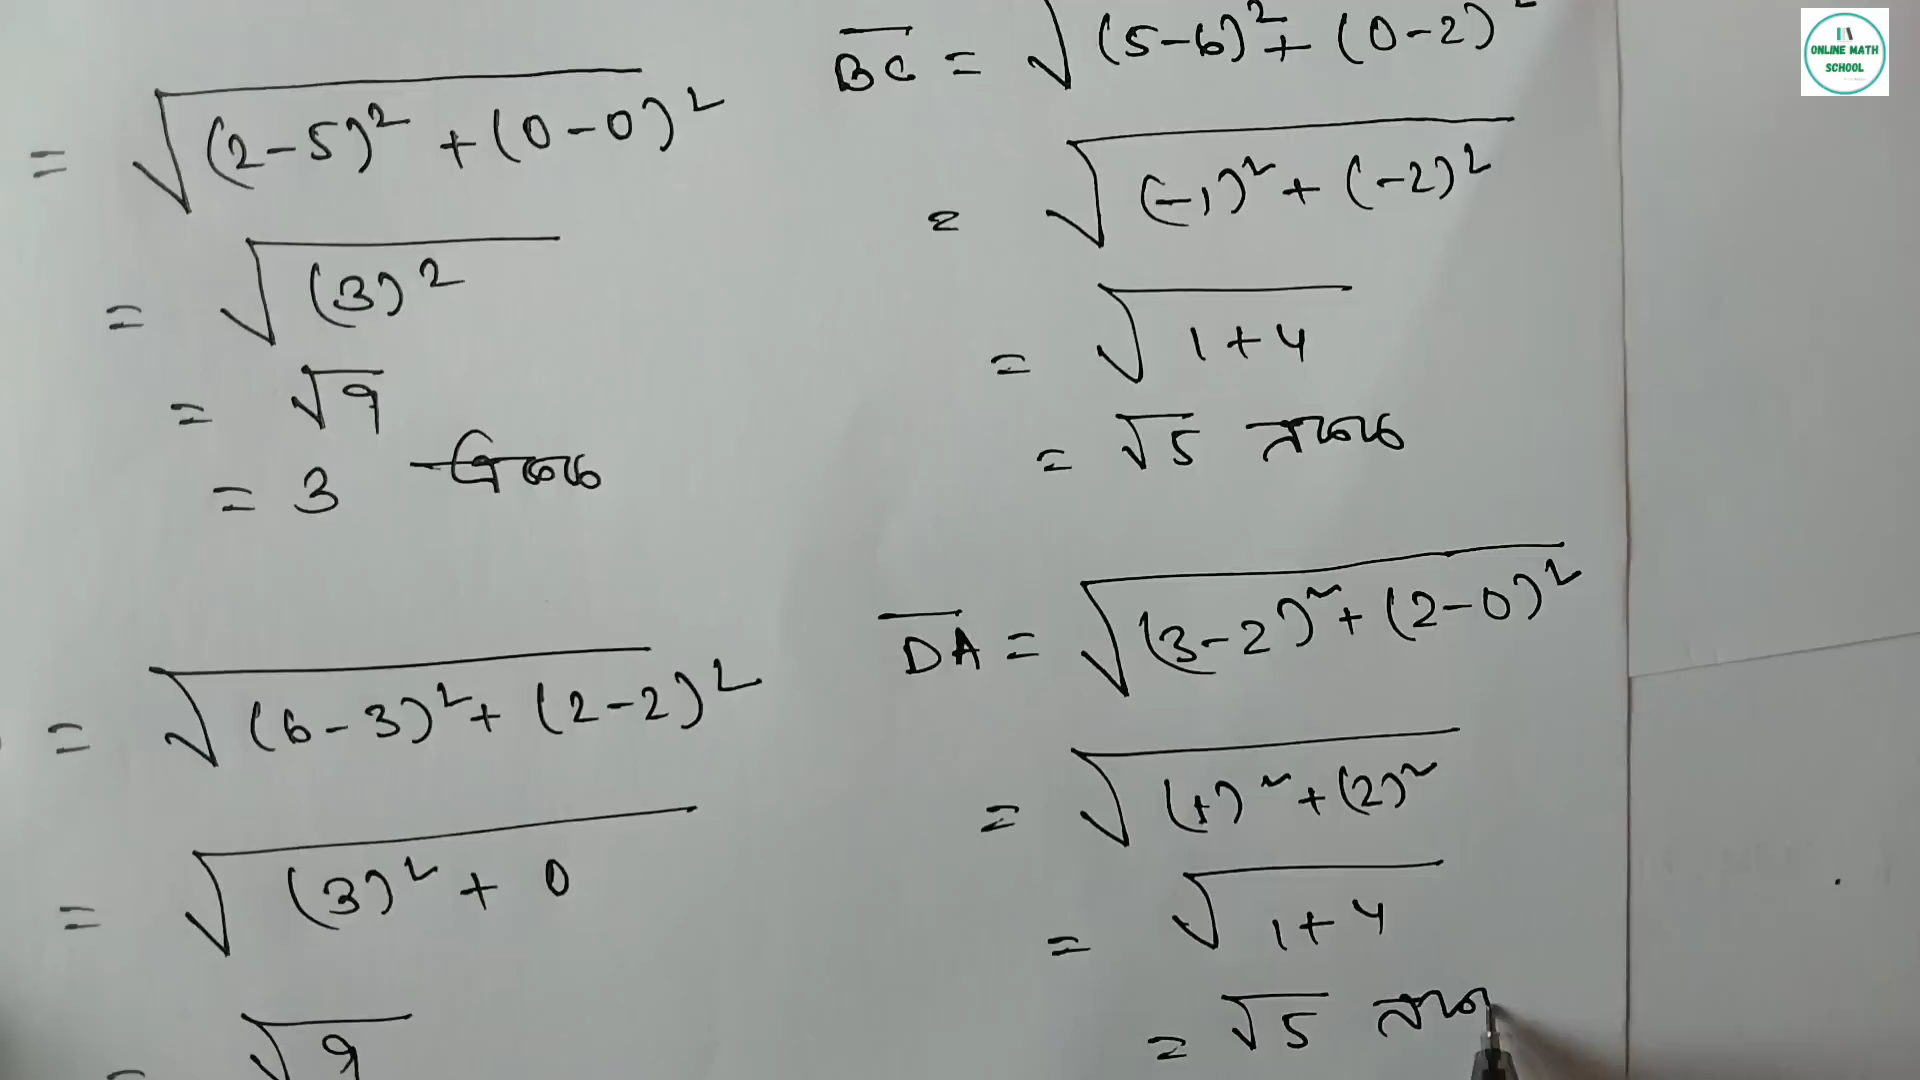 = √(2-5)² + (0-0)²
= √(3)²
= √9
= 3 একক
= √(6-3)² + (2-2)²
= √(3)² + 0
= √9
BC = √(5-6)² + (0-2)²
= √(-1)² + (-2)²
= √1+4
= √5 একক
DA = √(3-2)² + (2-0)²
= √(1)² + (2)²
= √1+4
= √5
ONLINE MATH
SCHOOL